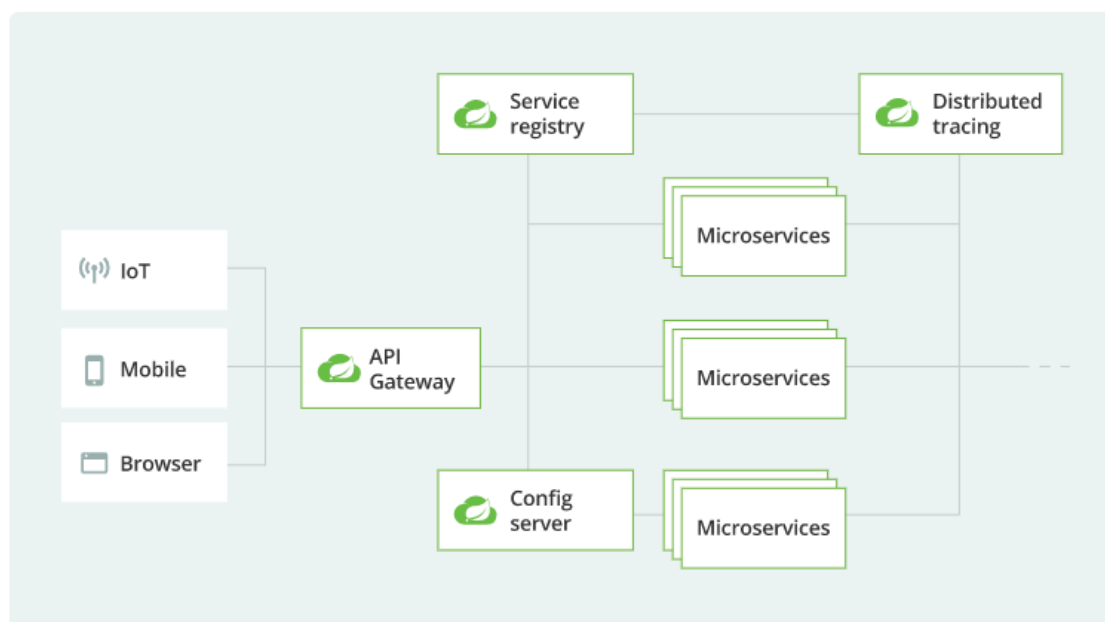 Service
registry
Distributed
tracing
Microservices
IoT
Mobile
Browser
API
Gateway
Microservices
Config
server
Microservices